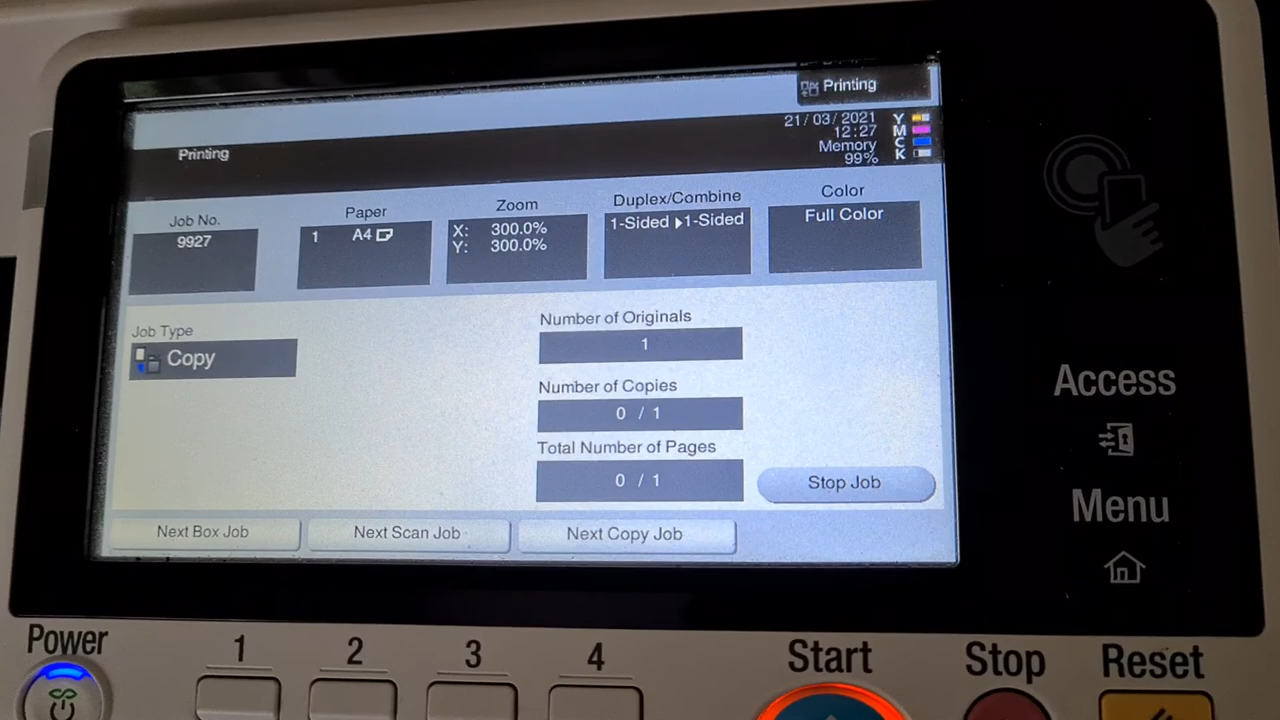 Printing
21/03/2021
12:27
Memory
99%
Y
M
C
K
Printing
Job No.
9927
Paper
1 A4
Zoom
X: 300.0%
Y: 300.0%
Duplex/Combine
1-Sided ▶1-Sided
Color
Full Color
Job Type
Copy
Number of Originals
1
Number of Copies
0 / 1
Total Number of Pages
0 / 1
Stop Job
Next Box Job
Next Scan Job
Next Copy Job
Access
Menu
Power
1
2
3
4
Start
Stop
Reset